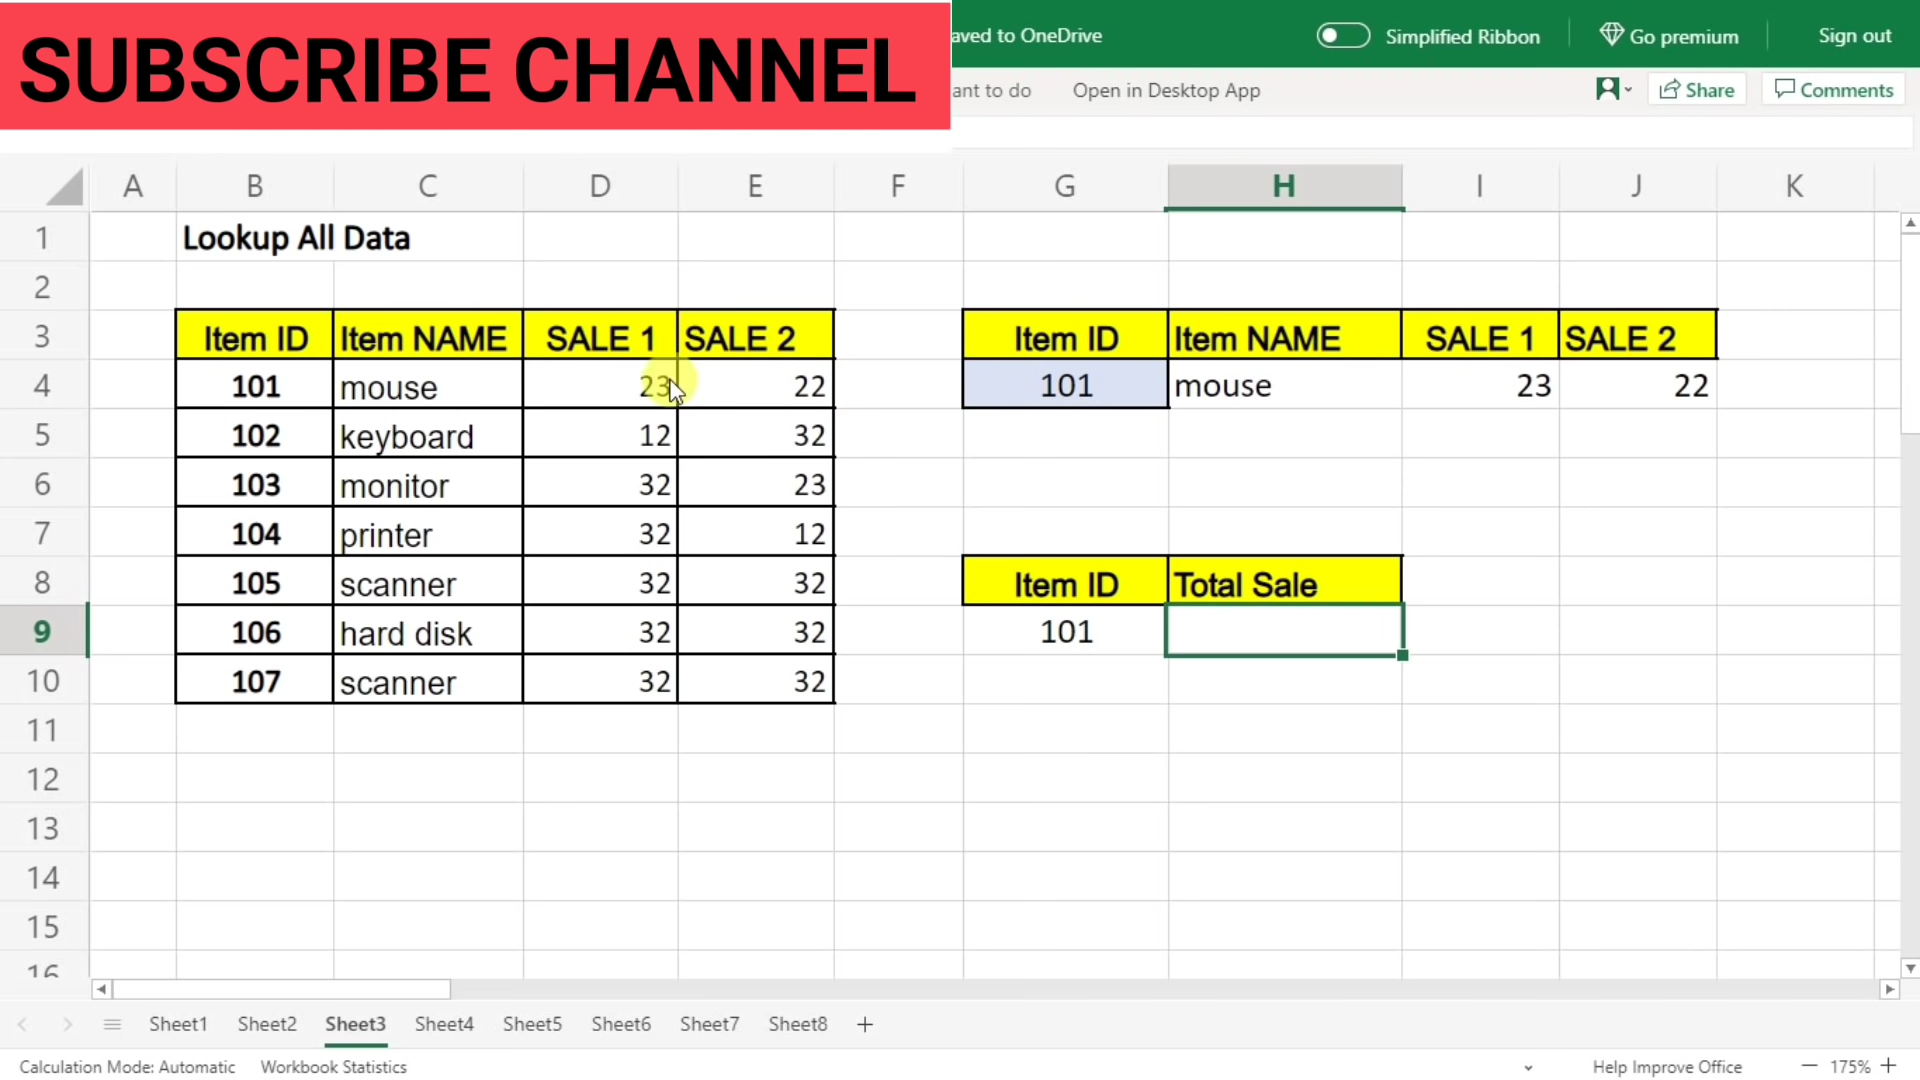 SUBSCRIBE CHANNEL
aved to OneDrive Simplified Ribbon Go premium Sign out
ant to do Open in Desktop App Share Comments
A B C D E F G H I J K
1 Lookup All Data
2
3 Item ID Item NAME SALE 1 SALE 2 Item ID Item NAME SALE 1 SALE 2
4 101 mouse 23 22 101 mouse 23 22
5 102 keyboard 12 32
6 103 monitor 32 23
7 104 printer 32 12
8 105 scanner 32 32 Item ID Total Sale
9 106 hard disk 32 32 101
10 107 scanner 32 32
11
12
13
14
15
16
Sheet1 Sheet2 Sheet3 Sheet4 Sheet5 Sheet6 Sheet7 Sheet8
Calculation Mode: Automatic Workbook Statistics Help Improve Office 175%